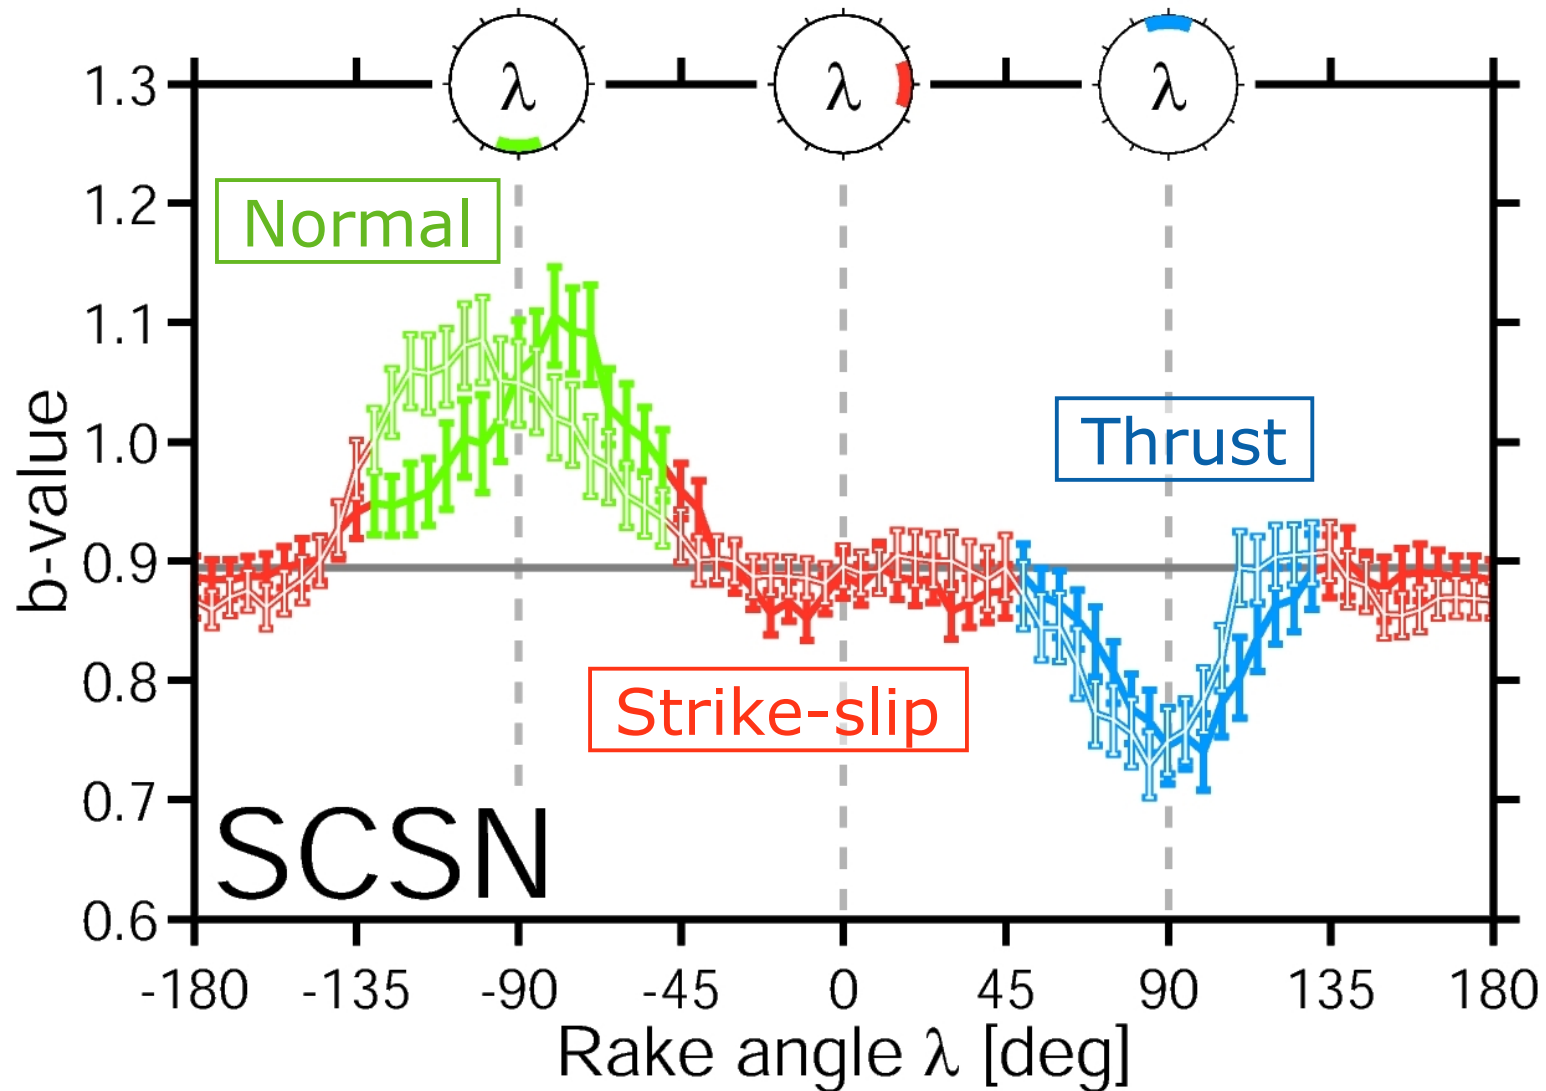 λ λ λ
1.3
1.2
1.1
1.0
0.9
0.8
0.7
0.6
b-value
Normal
Thrust
Strike-slip
SCSN
-180 -135 -90 -45 0 45 90 135 180
Rake angle λ [deg]